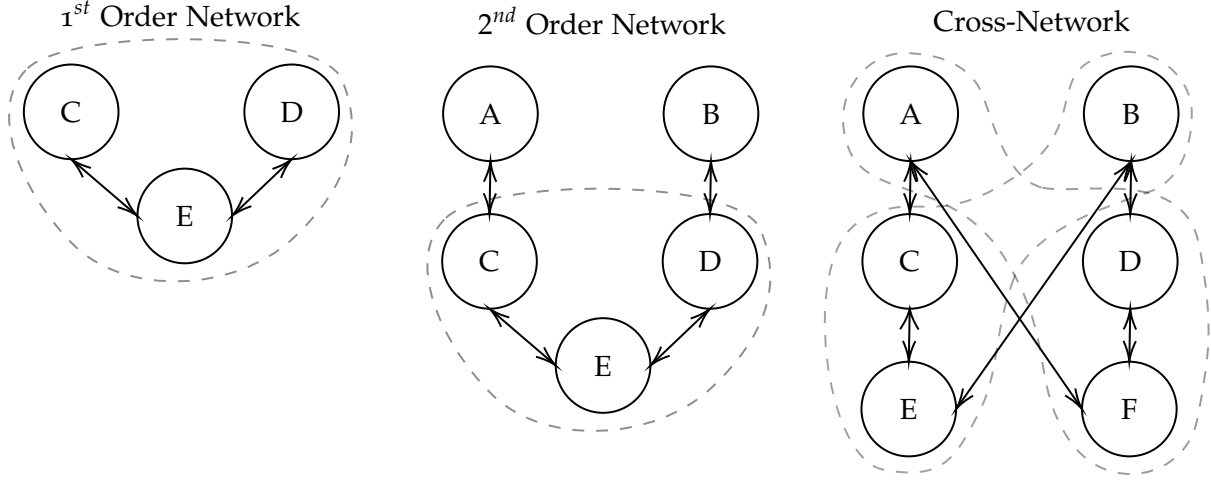 1st Order Network
C
D
E
2nd Order Network
A
B
C
D
E
Cross-Network
A
B
C
D
E
F